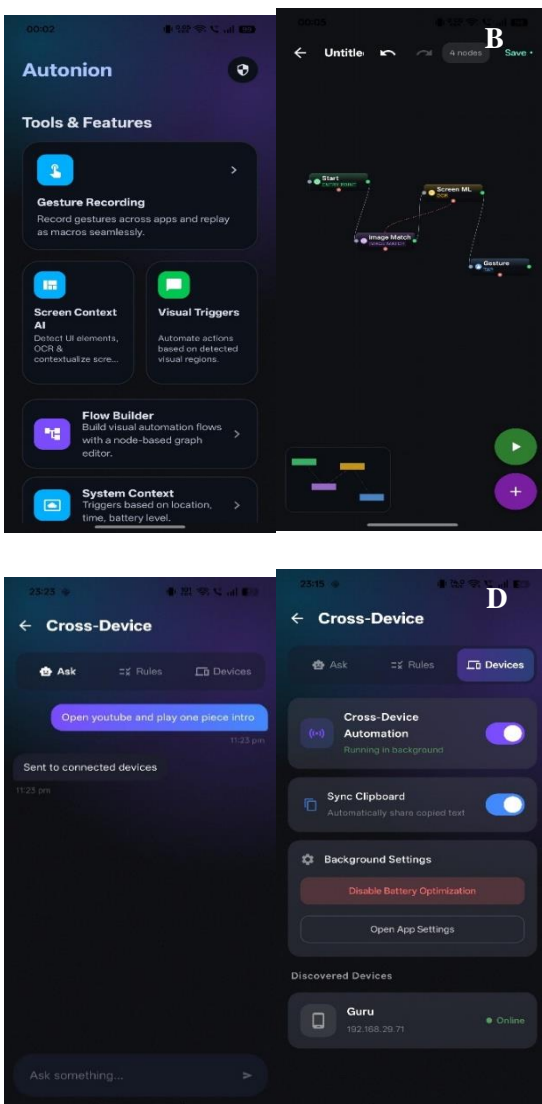 00:02
Autonion
Tools & Features
Gesture Recording
Record gestures across apps and replay
as macros seamlessly.
Screen Context
AI
Detect UI elements,
OCR &
contextualize scre...
Visual Triggers
Automate actions
based on detected
visual regions.
Flow Builder
Build visual automation flows
with a node-based graph
editor.
System Context
Triggers based on location,
time, battery level.
00:05
B
Untitle
4 nodes
Save
Start
ENTRY POINT
Screen ML
OCR
Image Match
Gesture
TAP
23:23
Cross-Device
Ask
Rules
Devices
Open youtube and play one piece intro
11:23 pm
Sent to connected devices
11:23 pm
Ask something...
23:15
D
Cross-Device
Ask
Rules
Devices
Cross-Device
Automation
Running in background
Sync Clipboard
Automatically share copied text
Background Settings
Disable Battery Optimization
Open App Settings
Discovered Devices
Guru
192.168.29.71
Online